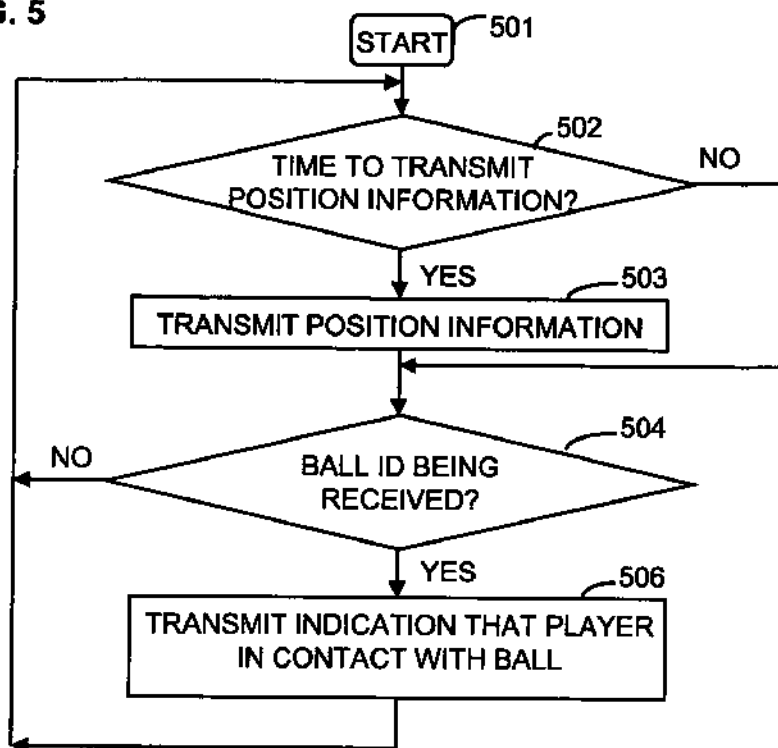 G. 5
START
501
502
TIME TO TRANSMIT
POSITION INFORMATION?
NO
YES
503
TRANSMIT POSITION INFORMATION
504
NO
BALL ID BEING
RECEIVED?
YES
506
TRANSMIT INDICATION THAT PLAYER
IN CONTACT WITH BALL